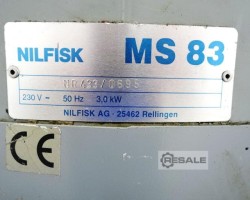 NILFISK MS 83
230 V ~ 50 Hz 3,0 kW
NILFISK AG · 25462 Rellingen
CE
RESALE